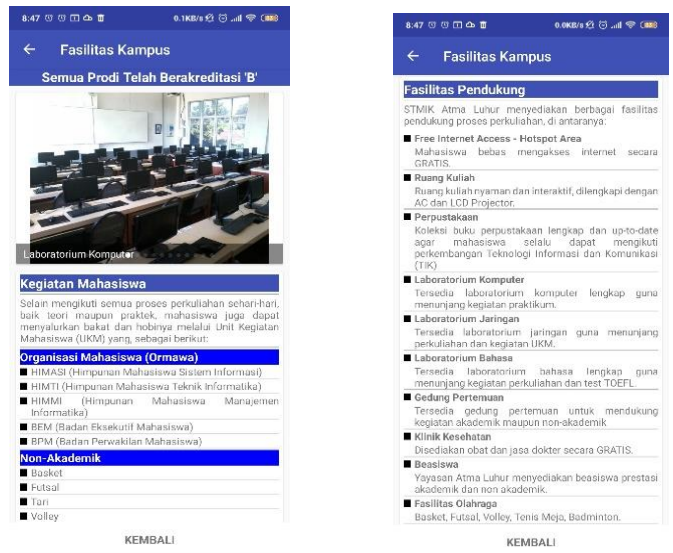 8:47
0.1KB/s
Fasilitas Kampus
Semua Prodi Telah Berakreditasi 'B'
Laboratorium Komputer
Kegiatan Mahasiswa
Selain mengikuti semua proses perkuliahan sehari-hari,
baik teori maupun praktek, mahasiswa juga dapat
menyalurkan bakat dan hobinya melalui Unit Kegiatan
Mahasiswa (UKM) yang, sebagai berikut:
Organisasi Mahasiswa (Ormawa)
HIMASI (Himpunan Mahasiswa Sistem Informasi)
HIMTI (Himpunan Mahasiswa Teknik Informatika)
HIMMI (Himpunan Mahasiswa Manajemen
Informatika)
BEM (Badan Eksekutif Mahasiswa)
BPM (Badan Perwakilan Mahasiswa)
Non-Akademik
Basket
Futsal
Tari
Volley
KEMBALI
8:47
0.0KB/s
Fasilitas Kampus
Fasilitas Pendukung
STMIK Atma Luhur menyediakan berbagai fasilitas
pendukung proses perkuliahan, di antaranya:
Free Internet Access - Hotspot Area
Mahasiswa bebas mengakses internet secara
GRATIS.
Ruang Kuliah
Ruang kuliah nyaman dan interaktif, dilengkapi dengan
AC dan LCD Projector.
Perpustakaan
Koleksi buku perpustakaan lengkap dan up-to-date
agar mahasiswa selalu dapat mengikuti
perkembangan Teknologi Informasi dan Komunikasi
(TIK)
Laboratorium Komputer
Tersedia laboratorium komputer lengkap guna
menunjang kegiatan praktikum.
Laboratorium Jaringan
Tersedia laboratorium jaringan guna menunjang
perkuliahan dan kegiatan UKM.
Laboratorium Bahasa
Tersedia laboratorium bahasa lengkap guna
menunjang kegiatan perkuliahan dan test TOEFL.
Gedung Pertemuan
Tersedia gedung pertemuan untuk mendukung
kegiatan akademik maupun non-akademik
Klinik Kesehatan
Disediakan obat dan jasa dokter secara GRATIS.
Beasiswa
Yayasan Atma Luhur menyediakan beasiswa prestasi
akademik dan non akademik.
Fasilitas Olahraga
Basket, Futsal, Volley, Tenis Meja, Badminton.
KEMBALI